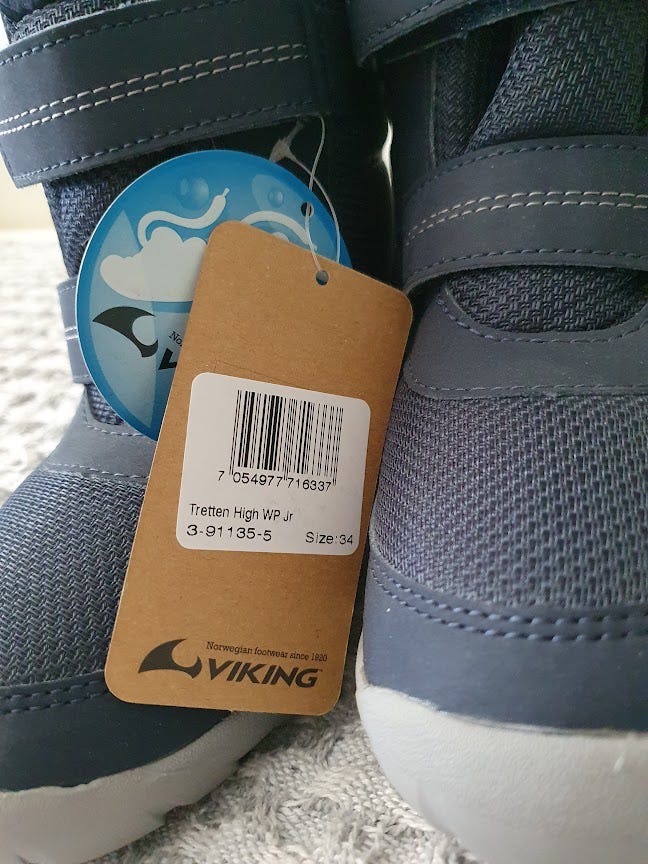 7 054977 716337
Tretten High WP Jr
3-91135-5 Size:34
Norwegian footwear since 1920
VIKING